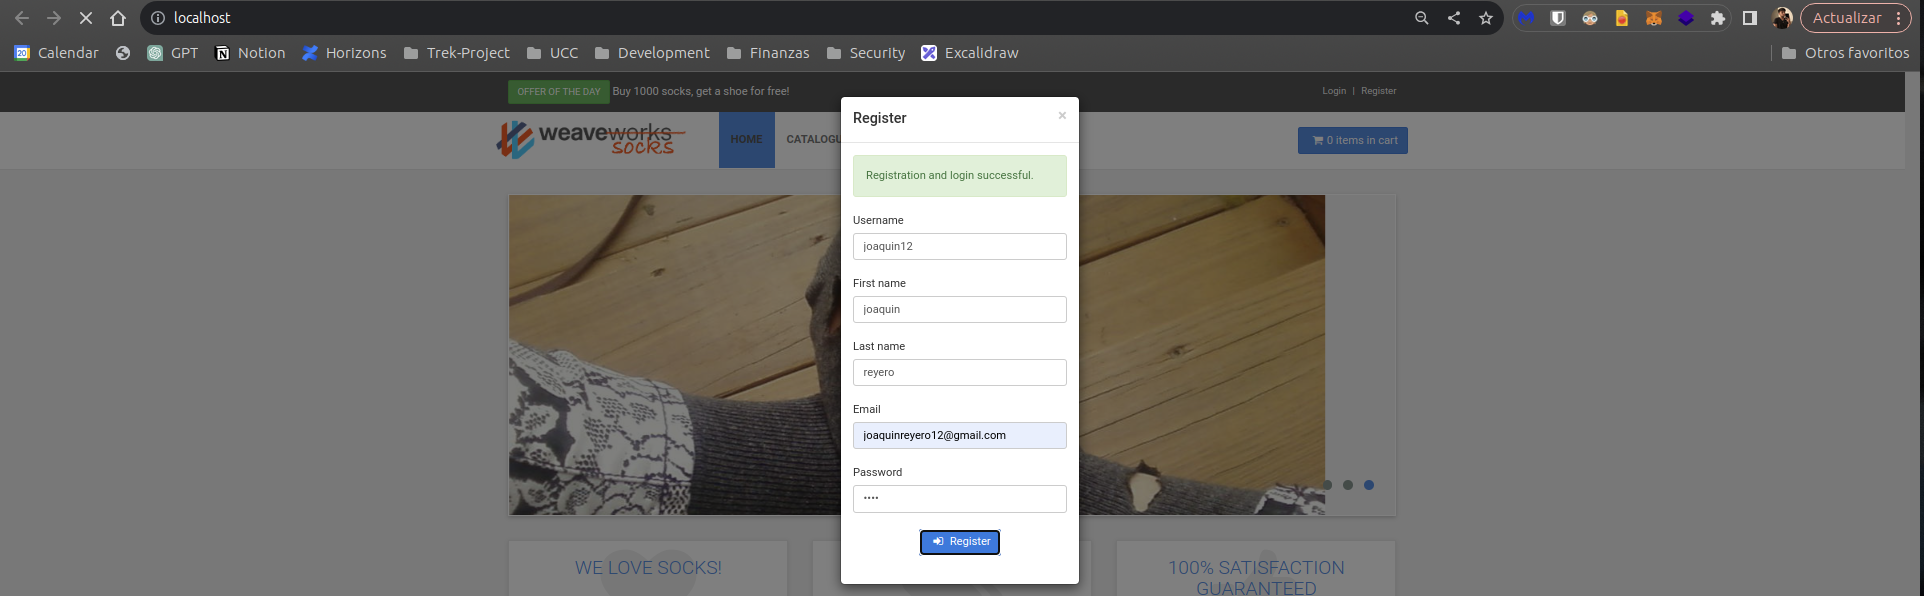 localhost
Actualizar
20 Calendar GPT Notion Horizons Trek-Project UCC Development Finanzas Security Excalidraw Otros favoritos
OFFER OF THE DAY Buy 1000 socks, get a shoe for free! Login | Register
weaveworks
socks
HOME CATALOGU
0 items in cart
Register ×
Registration and login successful.
Username
joaquin12
First name
joaquin
Last name
reyero
Email
joaquinreyero12@gmail.com
Password
••••
Register
WE LOVE SOCKS!
100% SATISFACTION
GUARANTEED